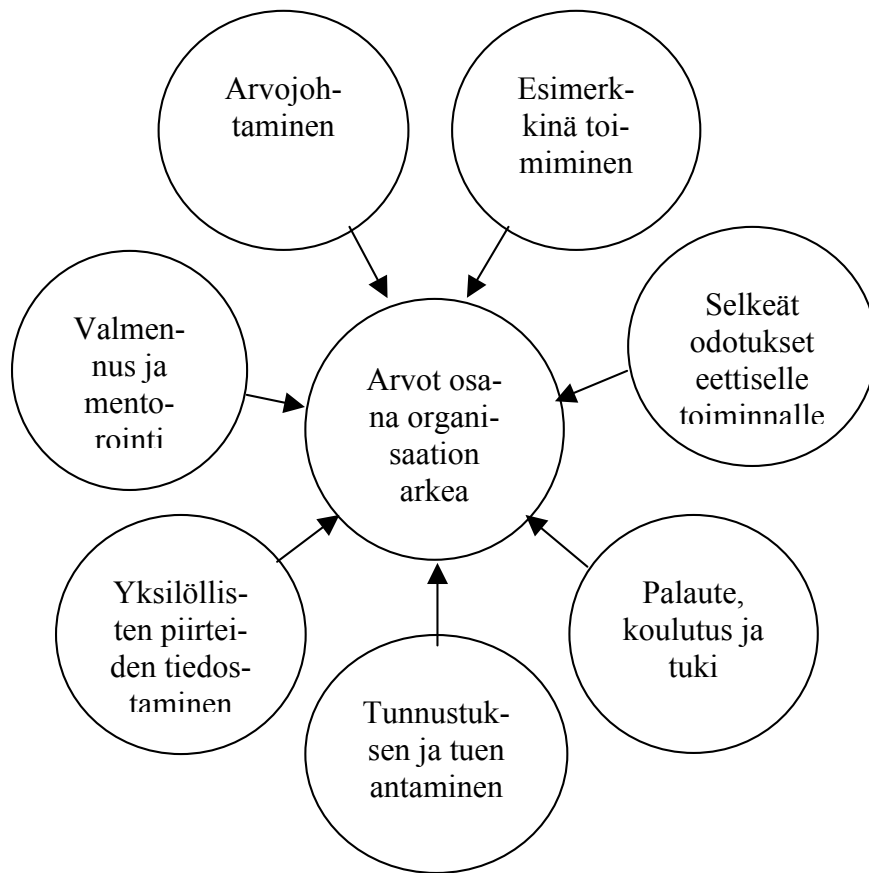 Arvojoh-
taminen
Esimerk-
kinä toi-
miminen
Selkeät
odotukset
eettiselle
toiminnalle
Valmen-
nus ja
mento-
rointi
Arvot osa-
na organi-
saation
arkea
Palaute,
koulutus ja
tuki
Yksilöllis-
ten piirtei-
den tiedos-
taminen
Tunnustuk-
sen ja tuen
antaminen